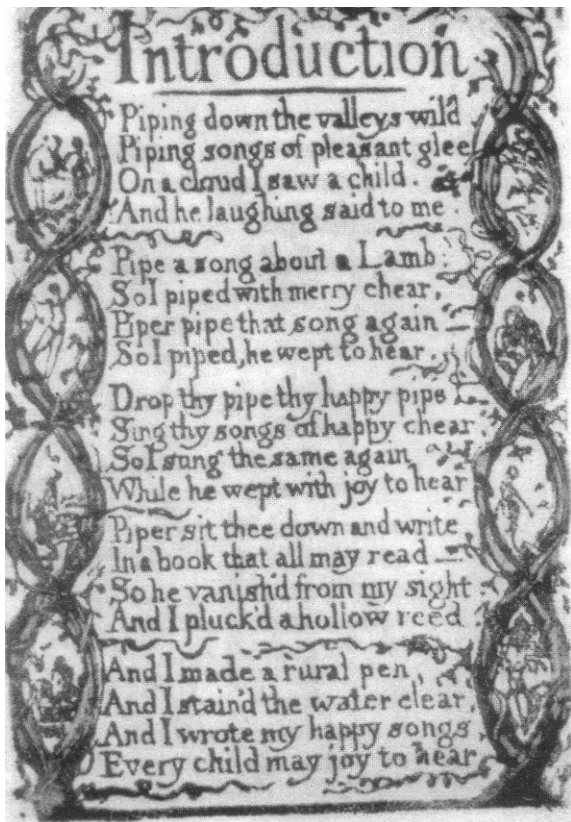 Introduction
Piping down the valleys wild
Piping songs of pleasant glee
On a cloud I saw a child.
And he laughing said to me.
Pipe a song about a Lamb:
So I piped with merry chear,
Piper pipe that song again—
So I piped, he wept to hear.
Drop thy pipe thy happy pipe
Sing thy songs of happy chear,
So I sung the same again
While he wept with joy to hear
Piper sit thee down and write
In a book that all may read—
So he vanish'd from my sight.
And I pluck'd a hollow reed.
And I made a rural pen,
And I stain'd the water clear,
And I wrote my happy songs
Every child may joy to hear